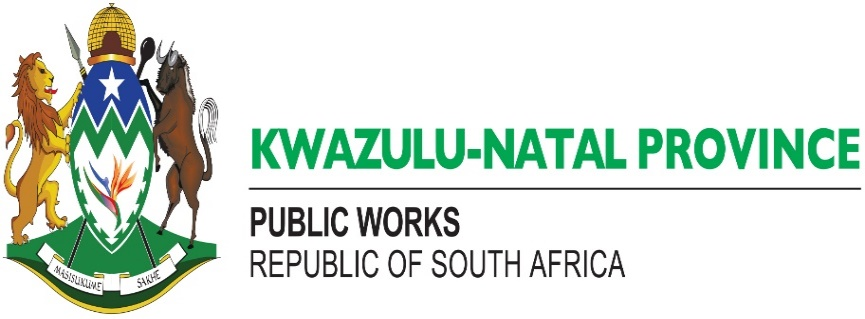 KWAZULU-NATAL PROVINCE
PUBLIC WORKS
REPUBLIC OF SOUTH AFRICA
MASISUKUME SAKHE